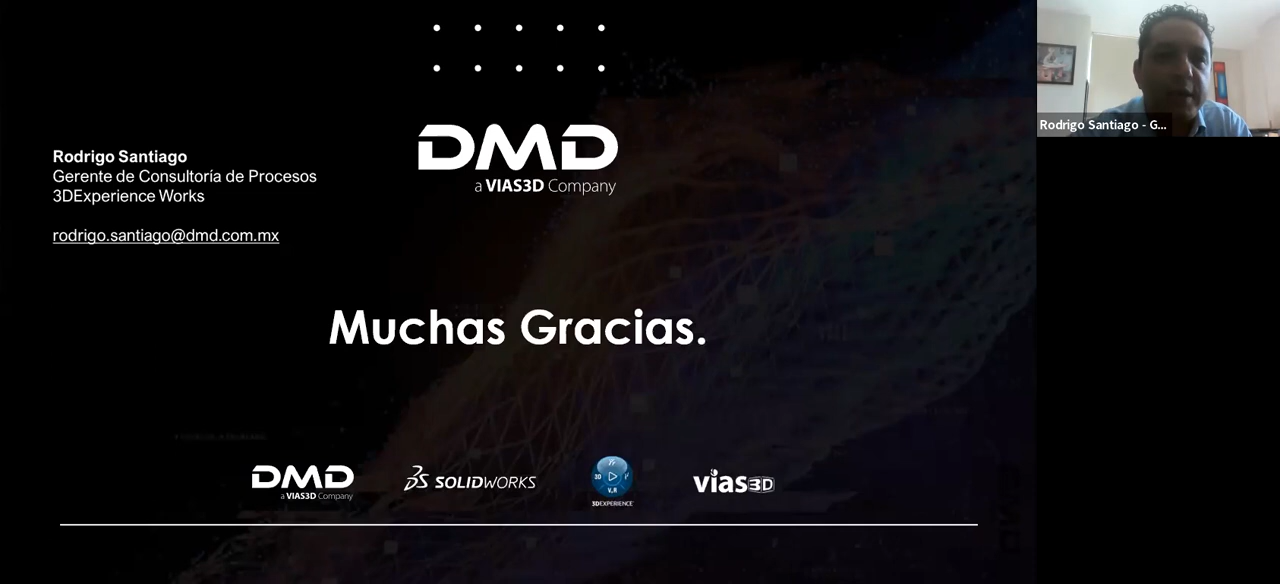 DMD
a VIAS3D Company
Rodrigo Santiago
Gerente de Consultoría de Procesos
3DExperience Works
rodrigo.santiago@dmd.com.mx
Muchas Gracias.
DMD
a VIAS3D Company
SOLIDWORKS
3D
V,R
3DEXPERIENCE
vias3D
Rodrigo Santiago - G...